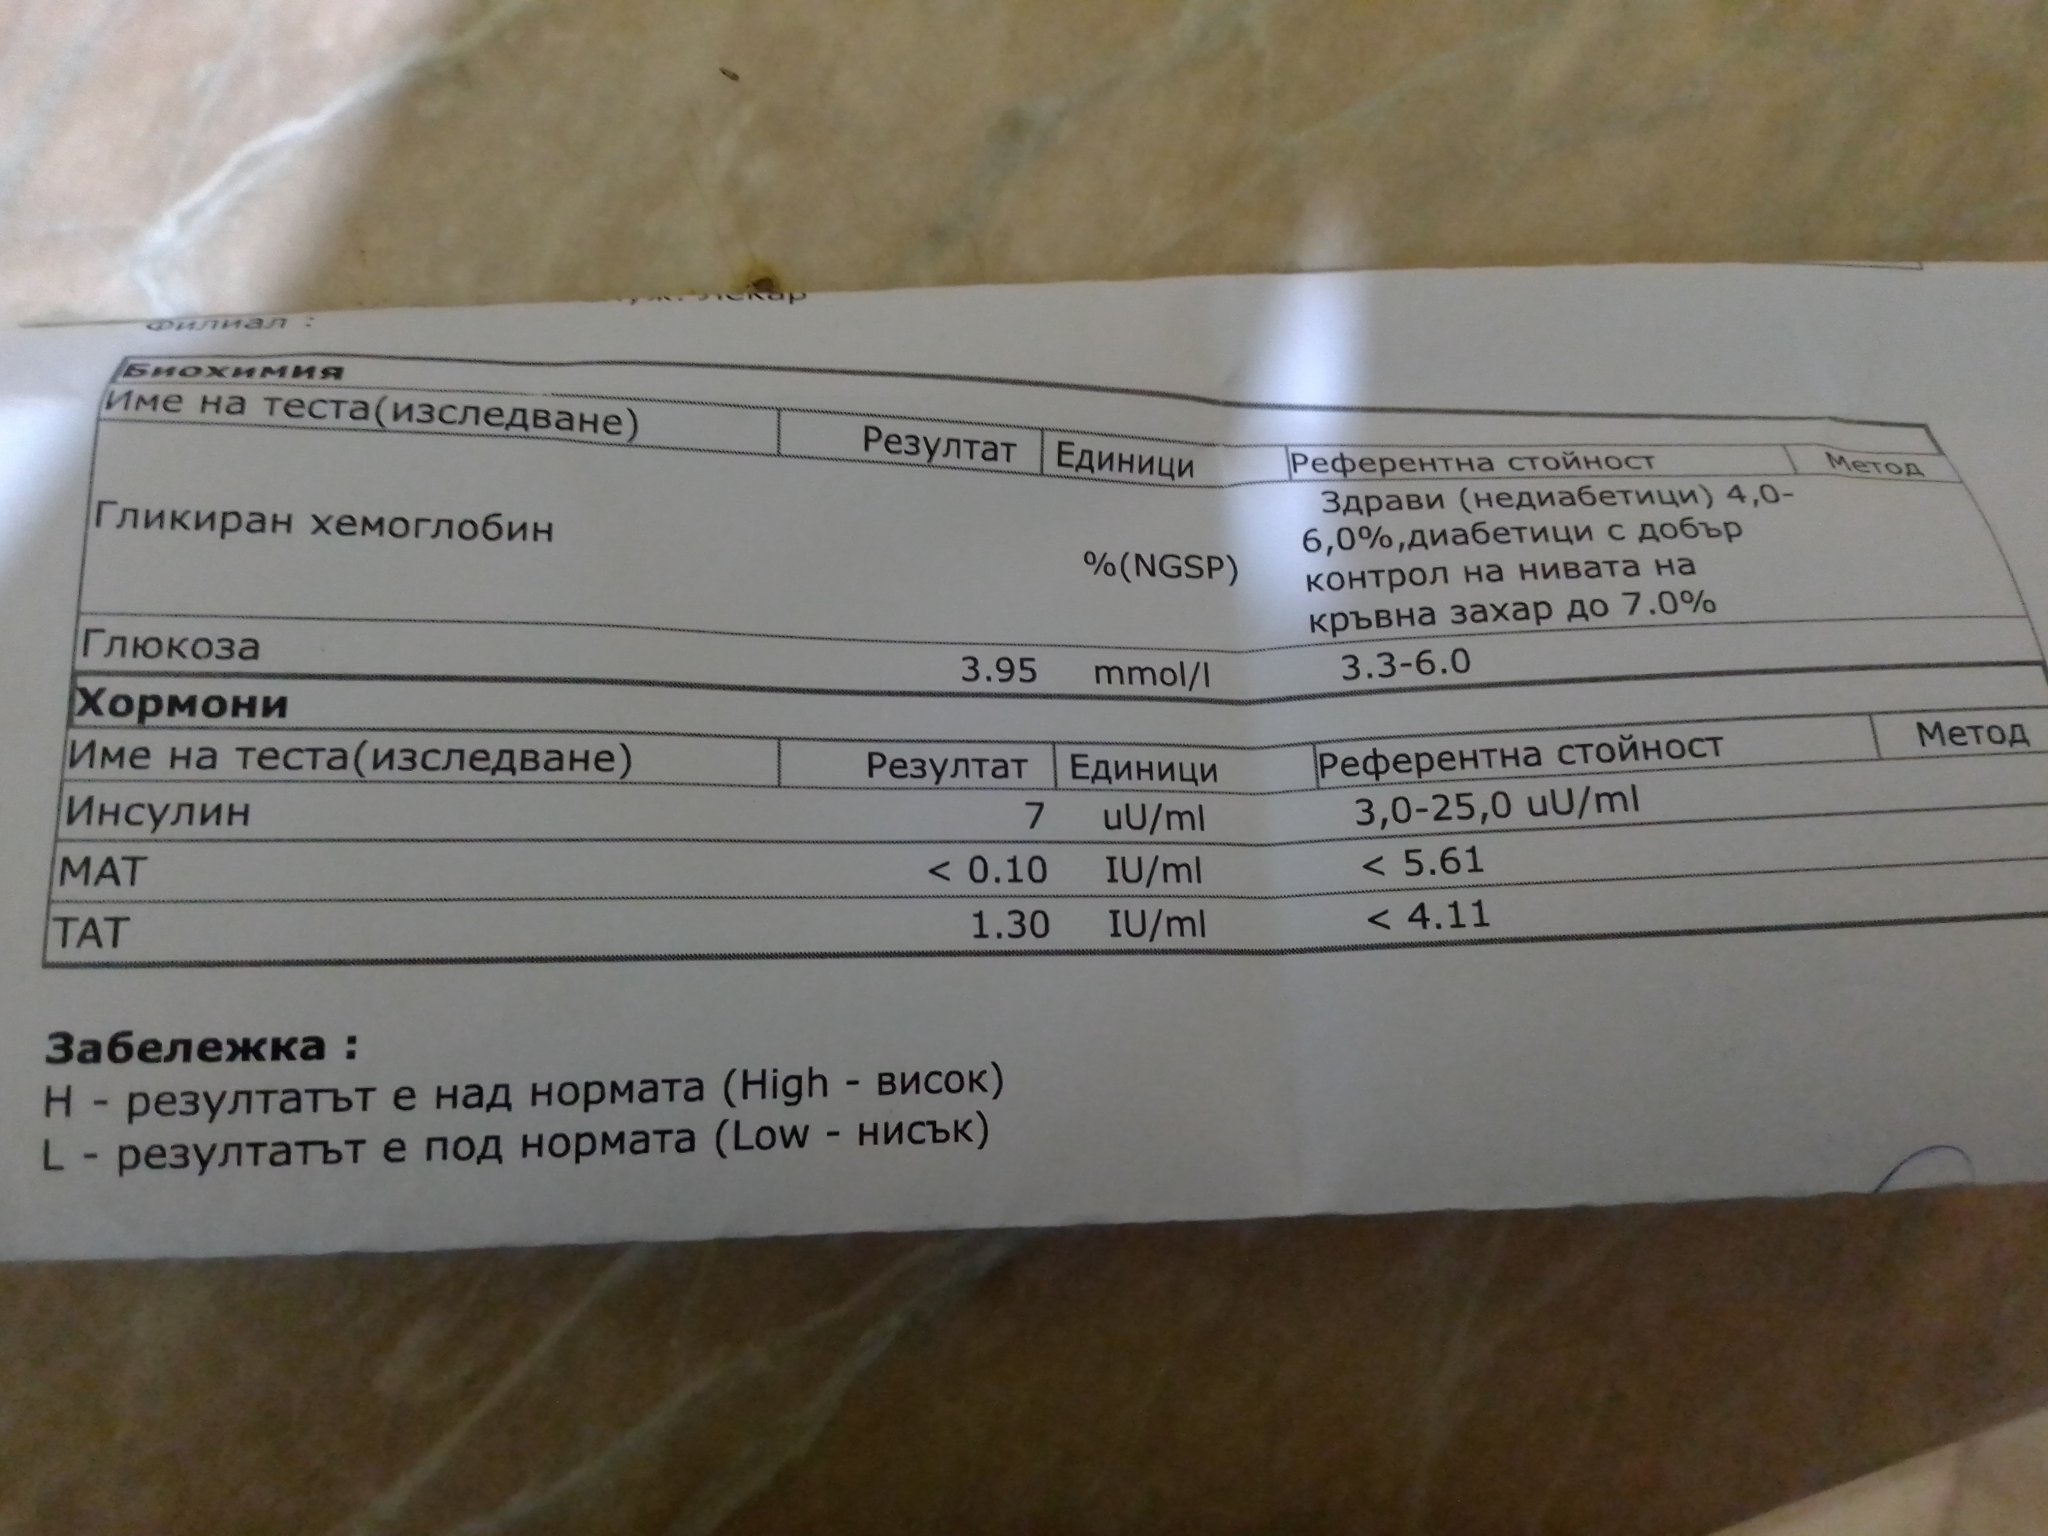 лекар
Филиал :
Биохимия
Име на теста(изследване) Резултат Единици Референтна стойност Метод
Гликиран хемоглобин %(NGSP) Здрави (недиабетици) 4,0-
6,0%,диабетици с добър
контрол на нивата на
кръвна захар до 7.0%
Глюкоза 3.95 mmol/l 3.3-6.0
Хормони
Име на теста(изследване) Резултат Единици Референтна стойност Метод
Инсулин 7 uU/ml 3,0-25,0 uU/ml
МАТ < 0.10 IU/ml < 5.61
ТАТ 1.30 IU/ml < 4.11
Забележка :
H - резултатът е над нормата (High - висок)
L - резултатът е под нормата (Low - нисък)